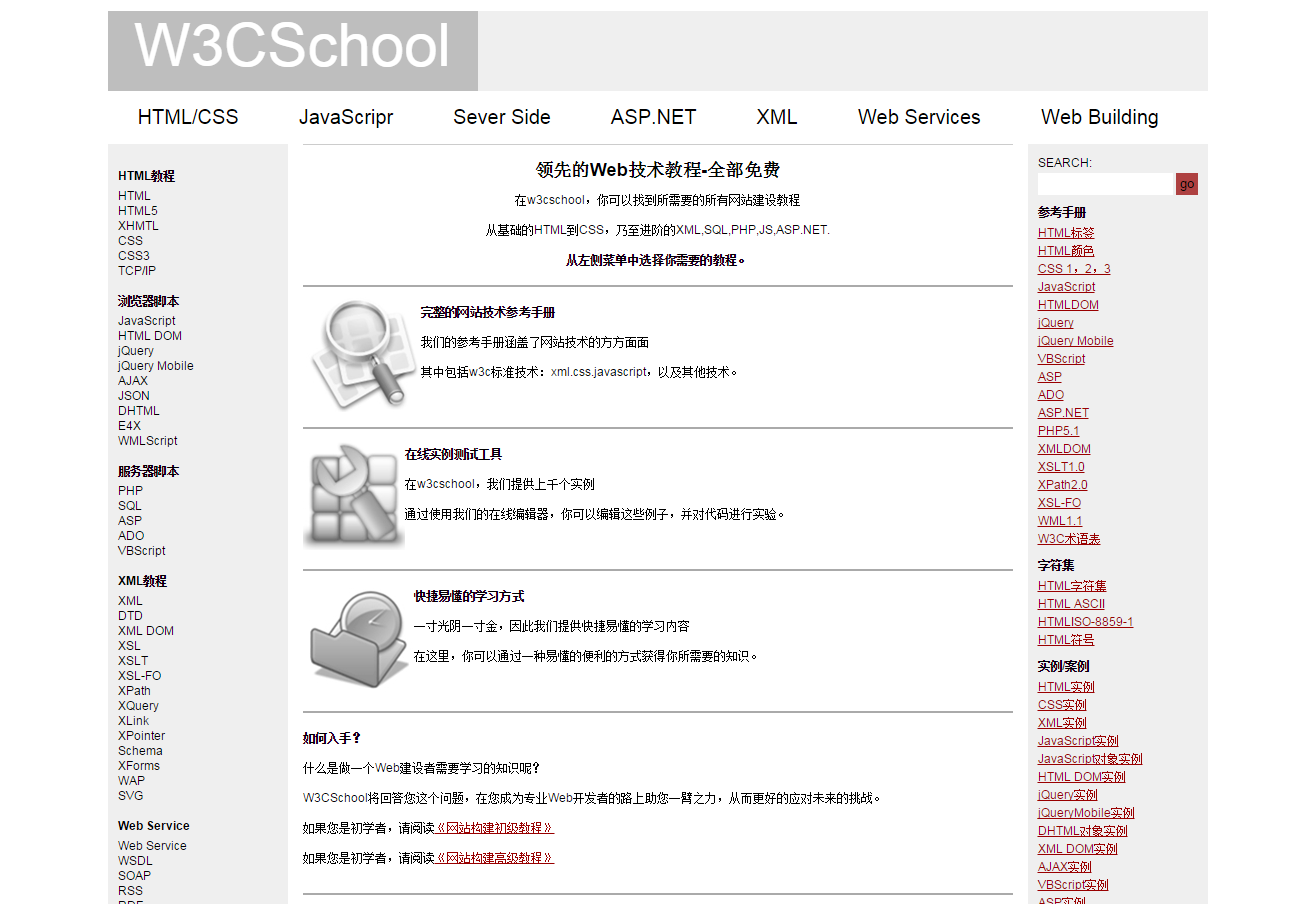 W3CSchool
HTML/CSS JavaScripr Sever Side ASP.NET XML Web Services Web Building
HTML教程
HTML
HTML5
XHMTL
CSS
CSS3
TCP/IP
浏览器脚本
JavaScript
HTML DOM
jQuery
jQuery Mobile
AJAX
JSON
DHTML
E4X
WMLScript
服务器脚本
PHP
SQL
ASP
ADO
VBScript
XML教程
XML
DTD
XML DOM
XSL
XSLT
XSL-FO
XPath
XQuery
XLink
XPointer
Schema
XForms
WAP
SVG
Web Service
Web Service
WSDL
SOAP
RSS
RDF
领先的Web技术教程-全部免费
在w3cschool，你可以找到所需要的所有网站建设教程
从基础的HTML到CSS，乃至进阶的XML,SQL,PHP,JS,ASP.NET.
从左侧菜单中选择你需要的教程。
完整的网站技术参考手册
我们的参考手册涵盖了网站技术的方方面面
其中包括w3c标准技术：xml.css.javascript，以及其他技术。
在线实例测试工具
在w3cschool，我们提供上千个实例
通过使用我们的在线编辑器，你可以编辑这些例子，并对代码进行实验。
快捷易懂的学习方式
一寸光阴一寸金，因此我们提供快捷易懂的学习内容
在这里，你可以通过一种易懂的便利的方式获得你所需要的知识。
如何入手？
什么是做一个Web建设者需要学习的知识呢？
W3CSchool将回答您这个问题，在您成为专业Web开发者的路上助您一臂之力，从而更好的应对未来的挑战。
如果您是初学者，请阅读《网站构建初级教程》
如果您是初学者，请阅读《网站构建高级教程》
SEARCH:
go
参考手册
HTML标签
HTML颜色
CSS 1，2，3
JavaScript
HTMLDOM
jQuery
jQuery Mobile
VBScript
ASP
ADO
ASP.NET
PHP5.1
XMLDOM
XSLT1.0
XPath2.0
XSL-FO
WML1.1
W3C术语表
字符集
HTML字符集
HTML ASCII
HTMLISO-8859-1
HTML符号
实例/案例
HTML实例
CSS实例
XML实例
JavaScript实例
JavaScript对象实例
HTML DOM实例
jQuery实例
jQueryMobile实例
DHTML对象实例
XML DOM实例
AJAX实例
VBScript实例
ASP实例